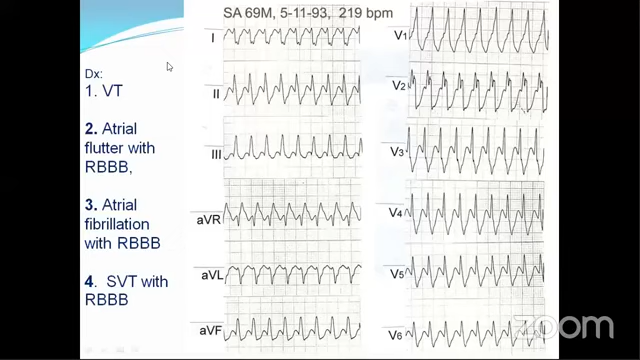 SA 69M, 5-11-93, 219 bpm
Dx:
1. VT
2. Atrial
flutter with
RBBB,
3. Atrial
fibrillation
with RBBB
4. SVT with
RBBB
I
II
III
aVR
aVL
aVF
V1
V2
V3
V4
V5
V6
zoom